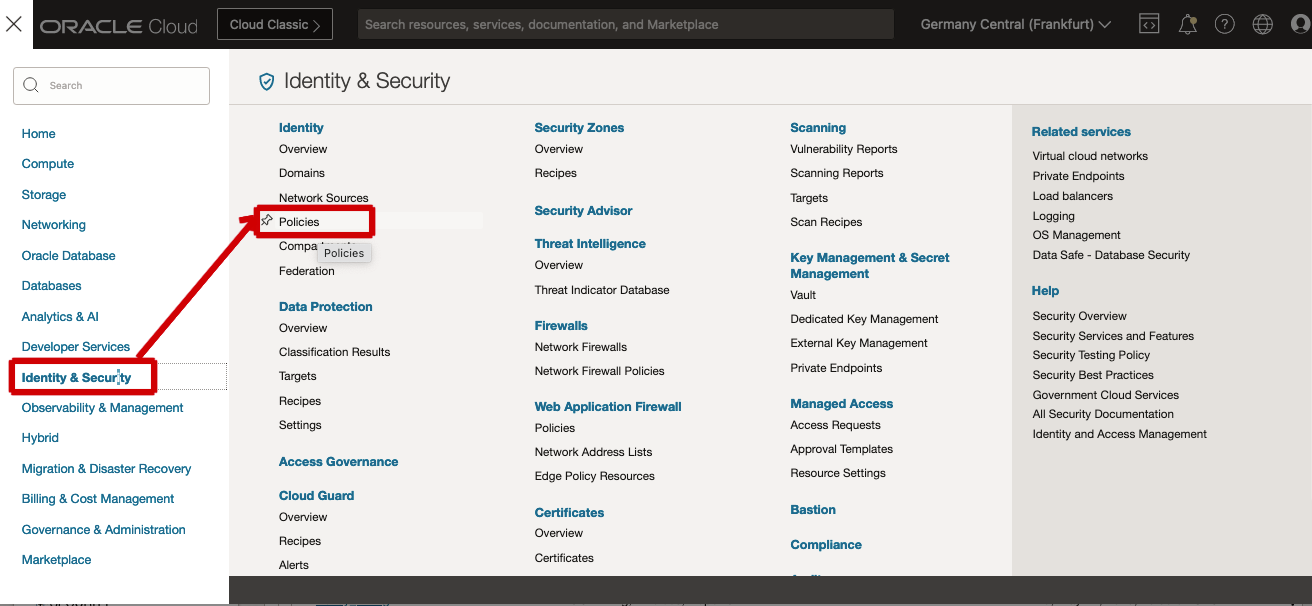 ORACLE Cloud
Cloud Classic >
Search resources, services, documentation, and Marketplace
Germany Central (Frankfurt)
Search
Home
Compute
Storage
Networking
Oracle Database
Databases
Analytics & AI
Developer Services
Identity & Security
Observability & Management
Hybrid
Migration & Disaster Recovery
Billing & Cost Management
Governance & Administration
Marketplace
Identity & Security
Identity
Overview
Domains
Network Sources
Policies
Policies
Federation
Data Protection
Overview
Classification Results
Targets
Recipes
Settings
Access Governance
Cloud Guard
Overview
Recipes
Alerts
Security Zones
Overview
Recipes
Security Advisor
Threat Intelligence
Overview
Threat Indicator Database
Firewalls
Network Firewalls
Network Firewall Policies
Web Application Firewall
Policies
Network Address Lists
Edge Policy Resources
Certificates
Overview
Certificates
Scanning
Vulnerability Reports
Scanning Reports
Targets
Scan Recipes
Key Management & Secret
Management
Vault
Dedicated Key Management
External Key Management
Private Endpoints
Managed Access
Access Requests
Approval Templates
Resource Settings
Bastion
Compliance
Related services
Virtual cloud networks
Private Endpoints
Load balancers
Logging
OS Management
Data Safe - Database Security
Help
Security Overview
Security Services and Features
Security Testing Policy
Security Best Practices
Government Cloud Services
All Security Documentation
Identity and Access Management